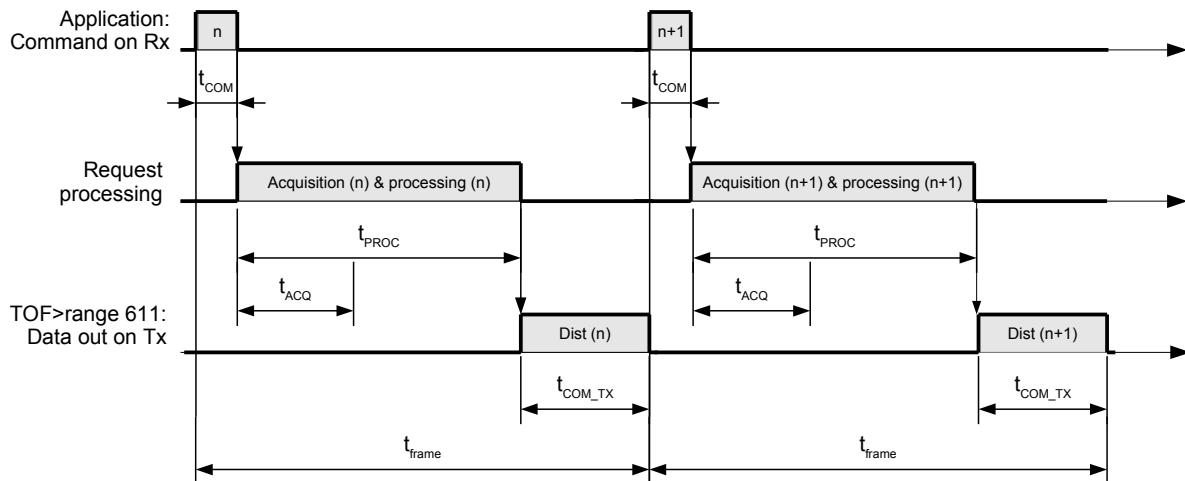 Application:
Command on Rx
n
n+1
tCOM
tCOM
Request
processing
Acquisition (n) & processing (n)
Acquisition (n+1) & processing (n+1)
tPROC
tPROC
tACQ
tACQ
TOF>range 611:
Data out on Tx
Dist (n)
Dist (n+1)
tCOM_TX
tCOM_TX
tframe
tframe